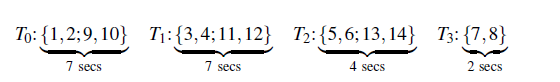 T₀:{1,2;9,10} T₁:{3,4;11,12} T₂:{5,6;13,14} T₃:{7,8}
7 secs 7 secs 4 secs 2 secs